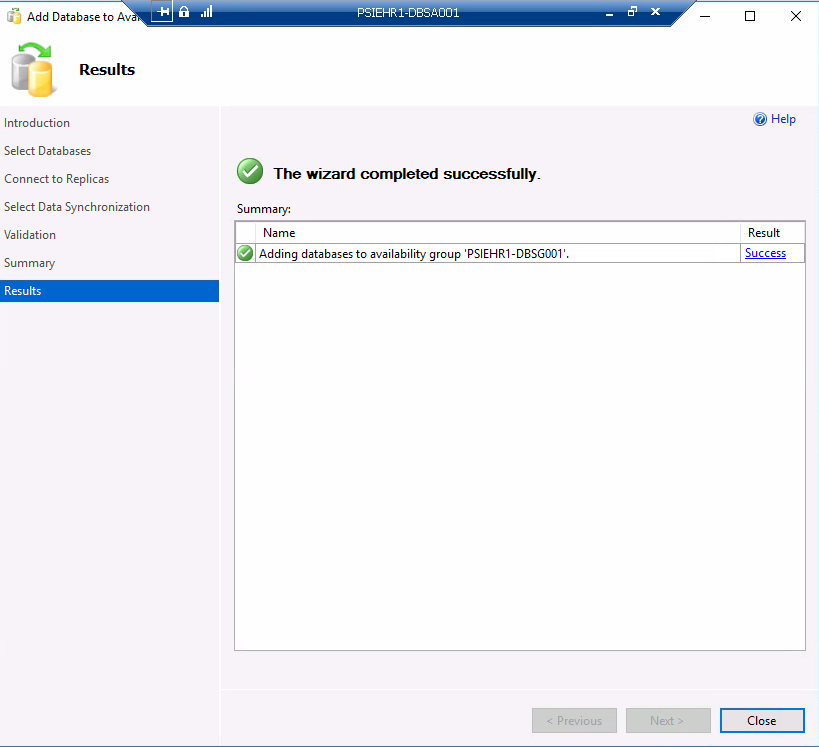 Add Database to Ava
PSIEHR1-DBSA001
Results
Introduction
Select Databases
Connect to Replicas
Select Data Synchronization
Validation
Summary
Results
Help
The wizard completed successfully.
Summary:
Name Result
Adding databases to availability group 'PSIEHR1-DBSG001'. Success
< Previous Next > Close